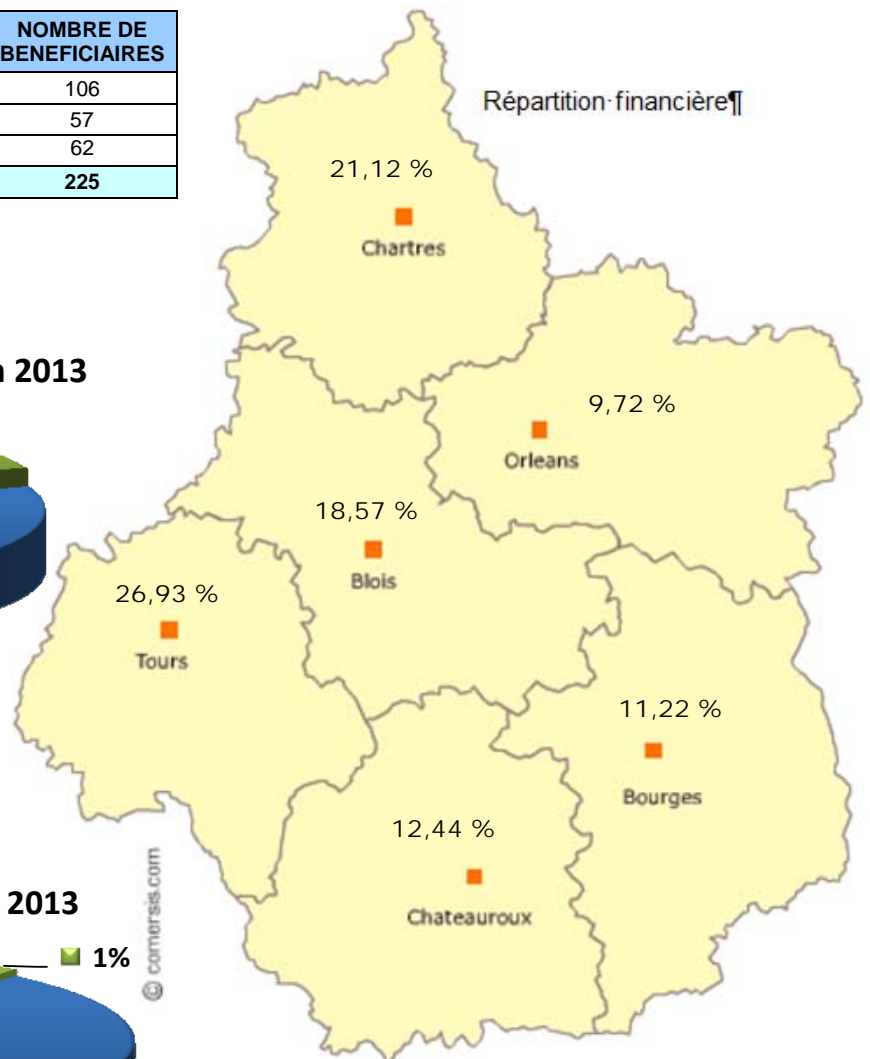 NOMBRE DE
BENEFICIAIRES
106
57
62
225
Répartition·financière¶
21,12 %
Chartres
2013
9,72 %
Orleans
18,57 %
Blois
26,93 %
Tours
11,22 %
Bourges
12,44 %
Chateauroux
2013
1%
© comersis.com